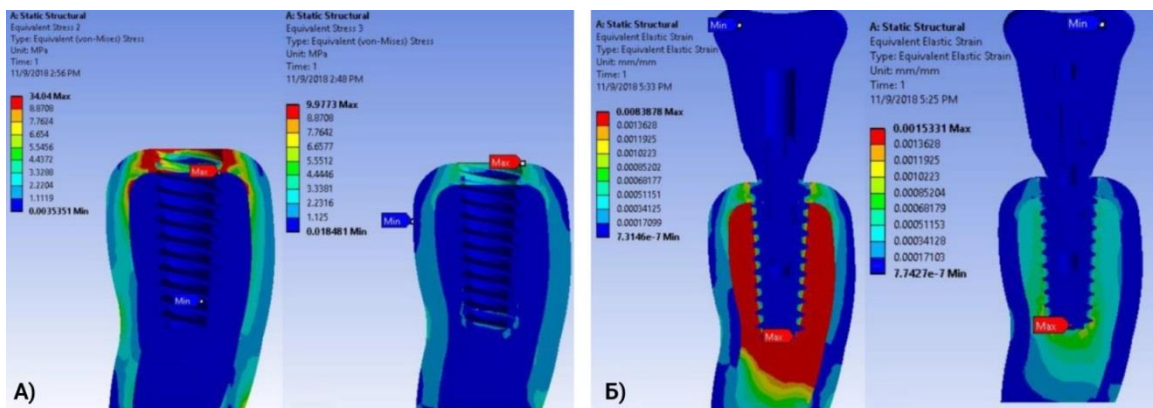 A: Static Structural
Equivalent Stress 2
Type: Equivalent (von-Mises) Stress
Unit: MPa
Time: 1
11/9/2018 2:56 PM
34.04 Max
8.8708
7.7624
6.654
5.5456
4.4372
3.3288
2.2204
1.1119
0.0035351 Min
Max
Min
A: Static Structural
Equivalent Stress 3
Type: Equivalent (von-Mises) Stress
Unit: MPa
Time: 1
11/9/2018 2:48 PM
9.9773 Max
8.8708
7.7642
6.6577
5.5512
4.4446
3.3381
2.2316
1.125
0.018481 Min
Max
Min
А)
A: Static Structural
Equivalent Elastic Strain
Type: Equivalent Elastic Strain
Unit: mm/mm
Time: 1
11/9/2018 5:33 PM
0.0083878 Max
0.0013628
0.0011925
0.0010223
0.00085202
0.00068177
0.00051151
0.00034125
0.00017099
7.3146e-7 Min
Min
Max
A: Static Structural
Equivalent Elastic Strain
Type: Equivalent Elastic Strain
Unit: mm/mm
Time: 1
11/9/2018 5:25 PM
0.0015331 Max
0.0013628
0.0011925
0.0010223
0.00085204
0.00068179
0.00051153
0.00034128
0.00017103
7.7427e-7 Min
Min
Max
Б)